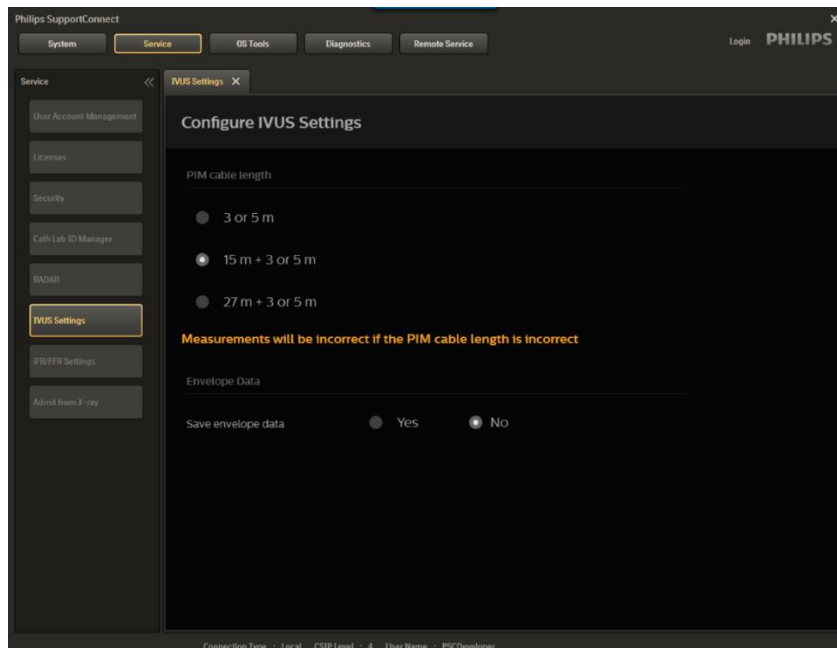 Philips SupportConnect
System
Service
OS Tools
Diagnostics
Remote Service
Login
PHILIPS
Service
IVUS Settings
User Account Management
Licenses
Security
Cath Lab ID Manager
RADAR
IVUS Settings
IFR/FFR Settings
Admit from X-ray
Configure IVUS Settings
PIM cable length
3 or 5 m
15 m + 3 or 5 m
27 m + 3 or 5 m
Measurements will be incorrect if the PIM cable length is incorrect
Envelope Data
Save envelope data Yes No
Connection Type : Local CSIP Level : 4 User Name : PSCDeveloper